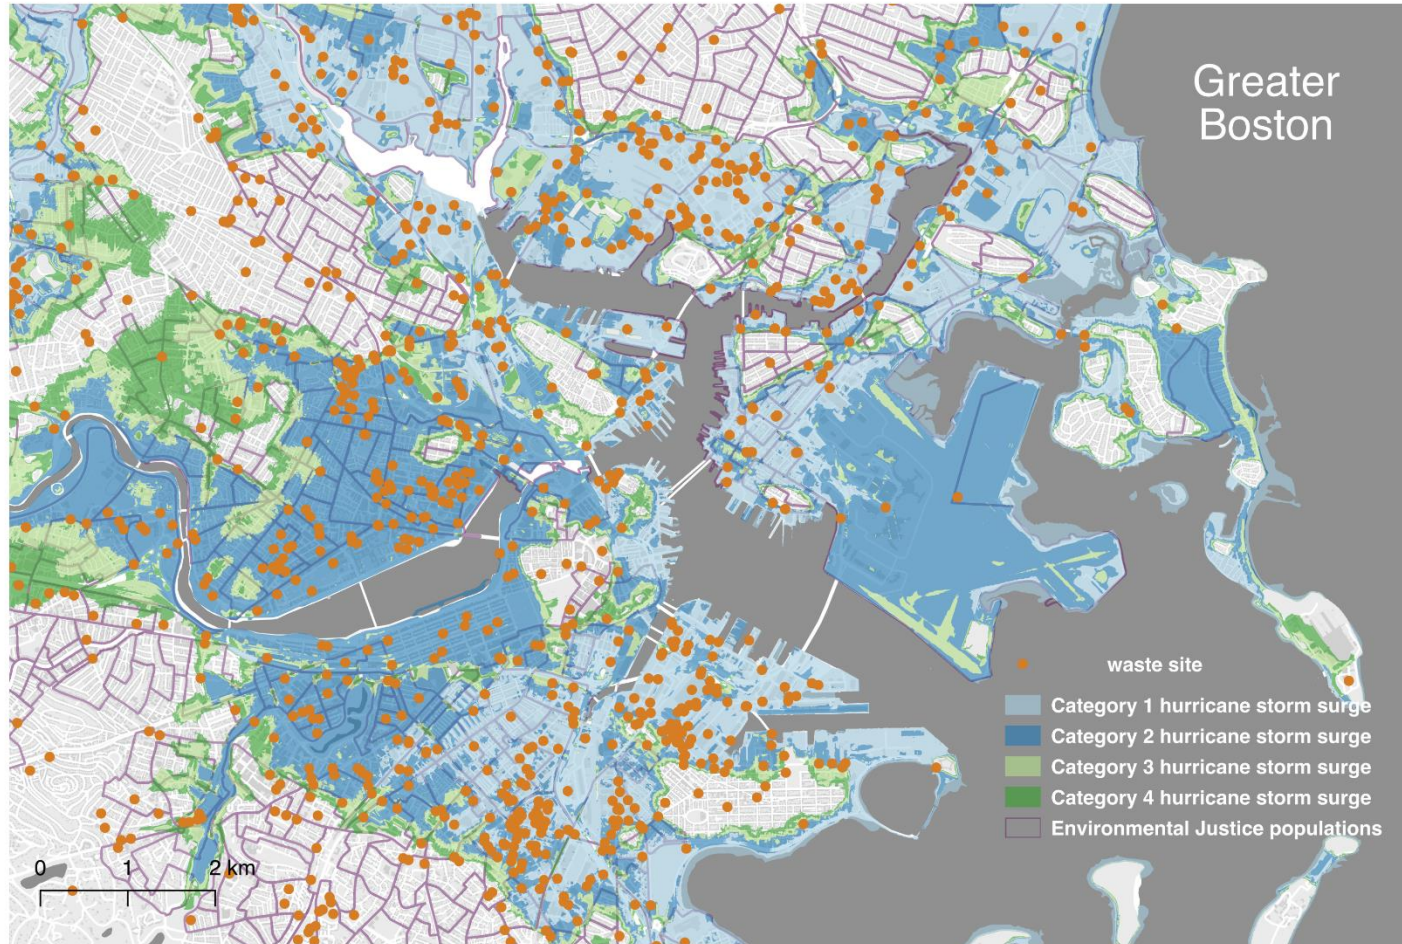 Greater
Boston
waste site
Category 1 hurricane storm surge
Category 2 hurricane storm surge
Category 3 hurricane storm surge
Category 4 hurricane storm surge
Environmental Justice populations
0 1 2 km